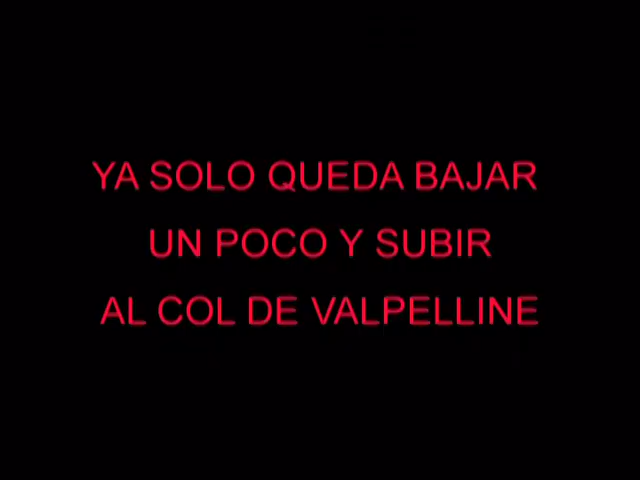 YA SOLO QUEDA BAJAR
UN POCO Y SUBIR
AL COL DE VALPELLINE